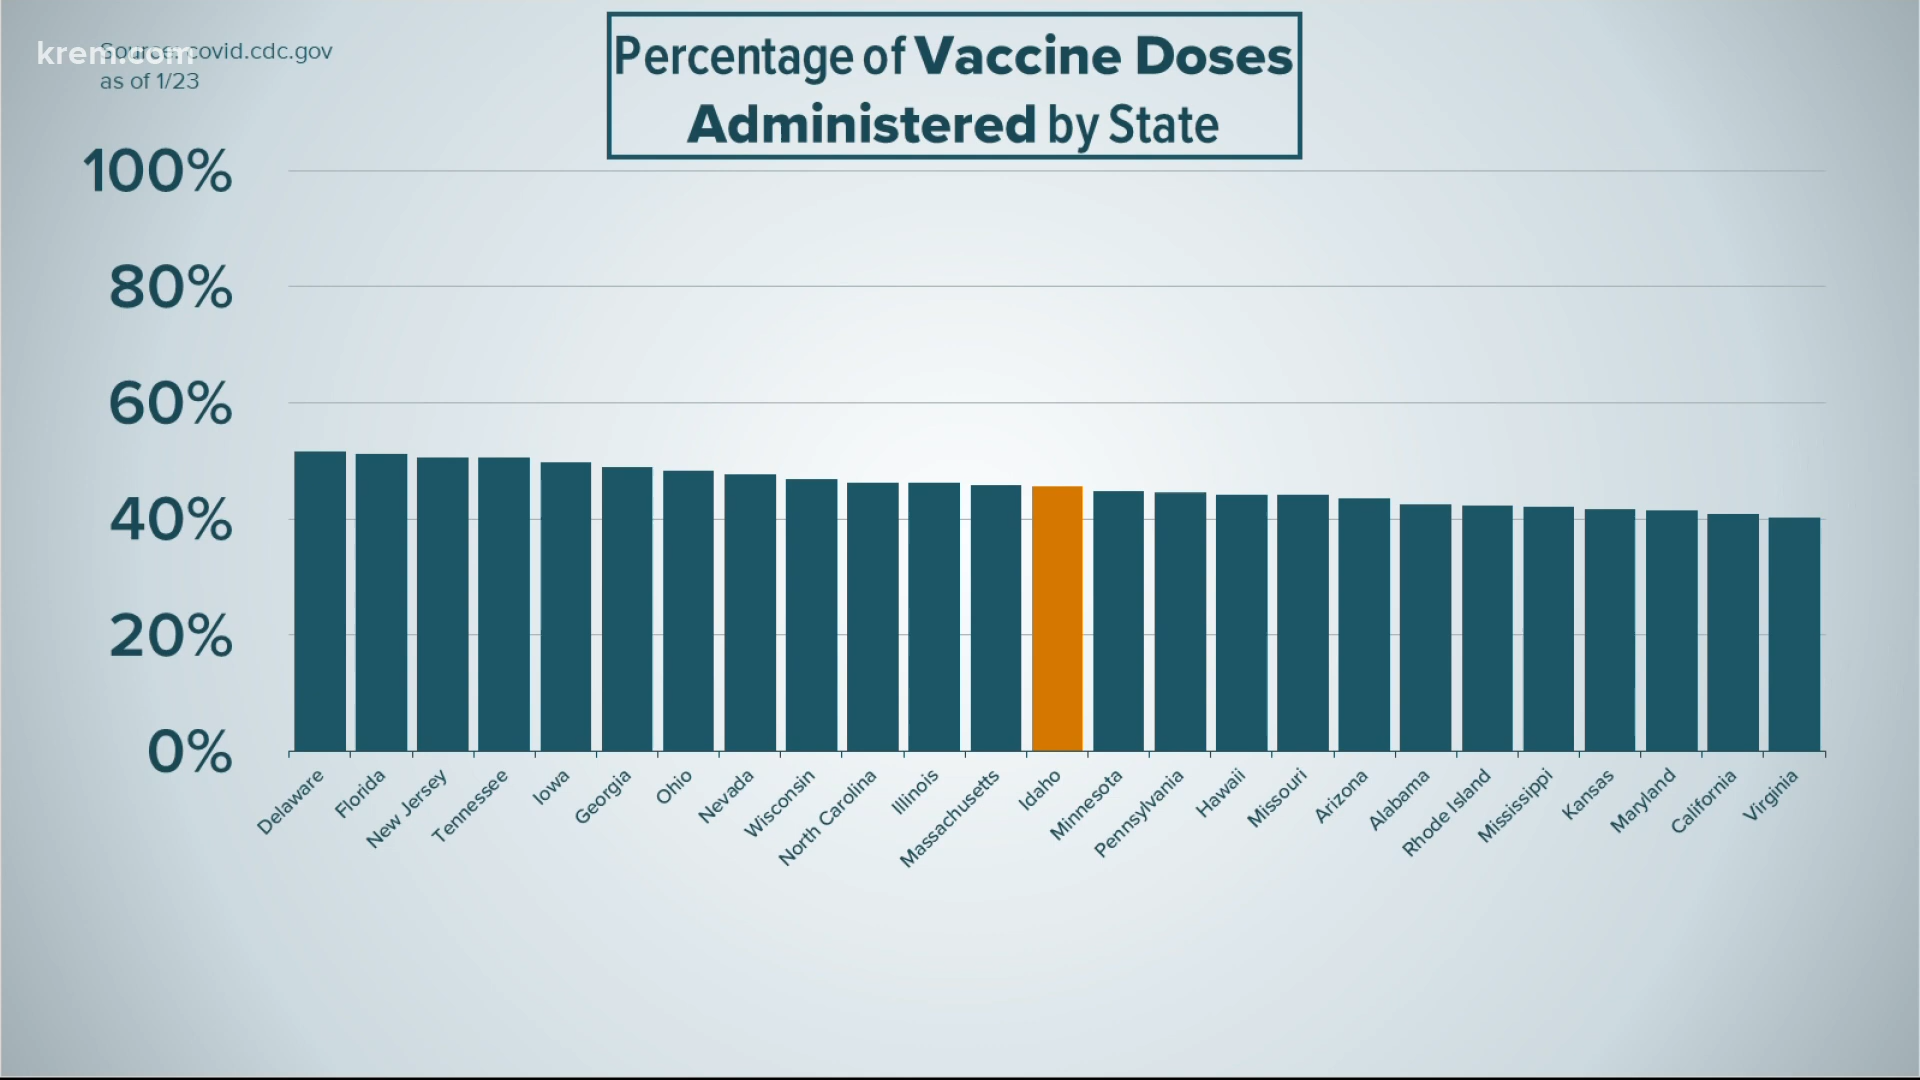 krem.com
Source: covid.cdc.gov
as of 1/23
Percentage of Vaccine Doses
Administered by State
100%
80%
60%
40%
20%
0%
Delaware
Florida
New Jersey
Tennessee
Iowa
Georgia
Ohio
Nevada
Wisconsin
North Carolina
Illinois
Massachusetts
Idaho
Minnesota
Pennsylvania
Hawaii
Missouri
Arizona
Alabama
Rhode Island
Mississippi
Kansas
Maryland
California
Virginia